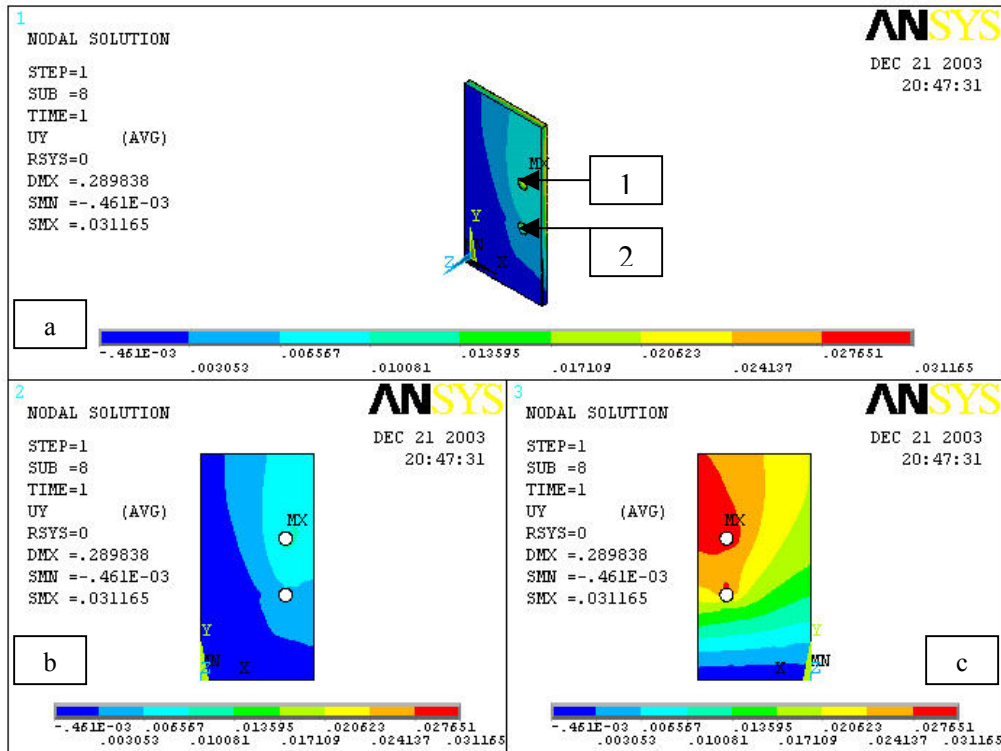 1
NODAL SOLUTION
STEP=1
SUB =8
TIME=1
UY (AVG)
RSYS=0
DMX =.289838
SMN =-.461E-03
SMX =.031165
ANSYS
DEC 21 2003
20:47:31
MX
1
2
Y
N
Z
X
a
-.461E-03 .006567 .013595 .020623 .027651
.003053 .010081 .017109 .024137 .031165
2
NODAL SOLUTION
STEP=1
SUB =8
TIME=1
UY (AVG)
RSYS=0
DMX =.289838
SMN =-.461E-03
SMX =.031165
ANSYS
DEC 21 2003
20:47:31
MX
Y
MN
Z
X
b
-.461E-03 .006567 .013595 .020623 .027651
.003053 .010081 .017109 .024137 .031165
3
NODAL SOLUTION
STEP=1
SUB =8
TIME=1
UY (AVG)
RSYS=0
DMX =.289838
SMN =-.461E-03
SMX =.031165
ANSYS
DEC 21 2003
20:47:31
MX
Y
X
MN
Z
c
-.461E-03 .006567 .013595 .020623 .027651
.003053 .010081 .017109 .024137 .031165